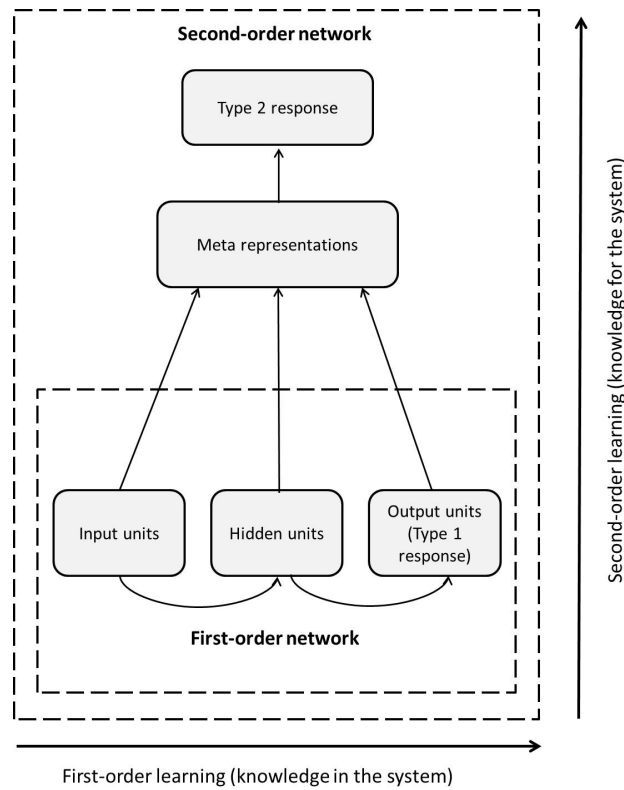 Second-order network
Type 2 response
Meta representations
Input units
Hidden units
Output units
(Type 1
response)
First-order network
First-order learning (knowledge in the system)
Second-order learning (knowledge for the system)